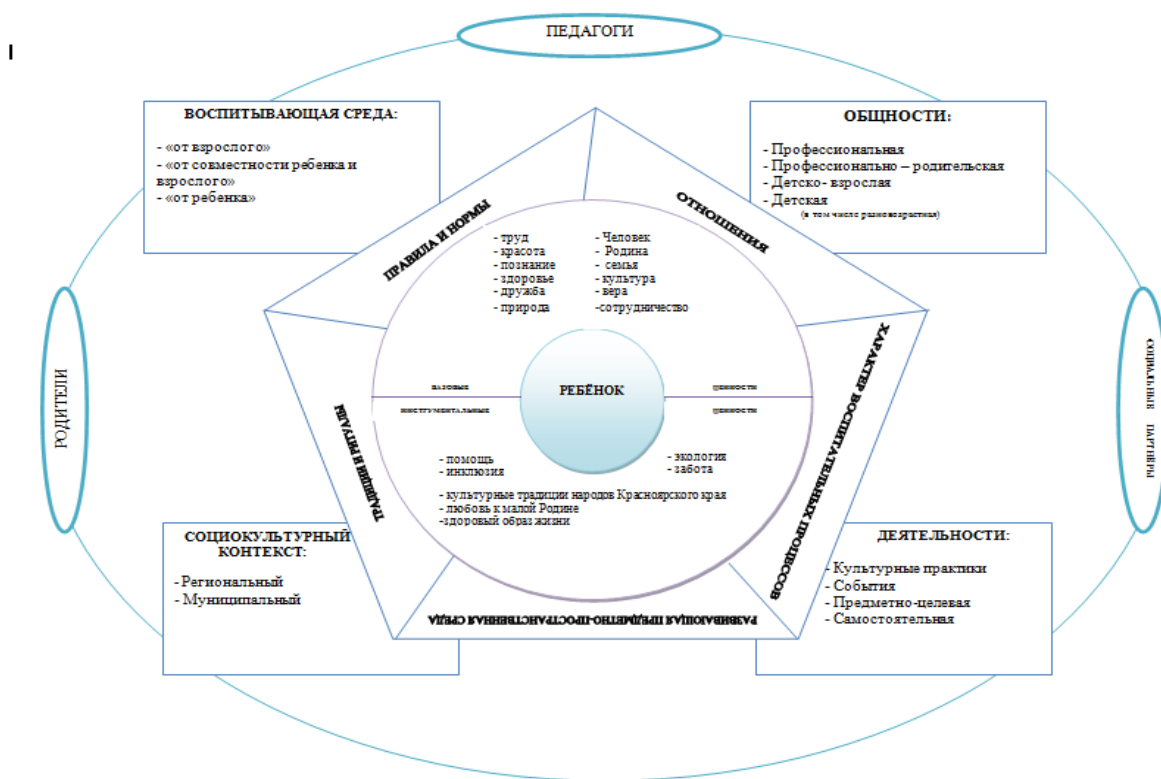 ПЕДАГОГИ
ВОСПИТЫВАЮЩАЯ СРЕДА:
- «от взрослого»
- «от совместности ребенка и
взрослого»
- «от ребенка»
ОБЩНОСТИ:
- Профессиональная
- Профессионально – родительская
- Детско- взрослая
- Детская
(в том числе разновозрастная)
ПРАВИЛА И НОРМЫ
ОТНОШЕНИЯ
- труд
- красота
- познание
- здоровье
- дружба
- природа
- Человек
- Родина
- семья
- культура
- вера
-сотрудничество
РОДИТЕЛИ
СОЦИАЛЬНЫЕ ПАРТНЁРЫ
ТРАДИЦИИ И РИТУАЛЫ
ХАРАКТЕР ВОСПИТАТЕЛЬНЫХ ПРОЦЕССОВ
БАЗОВЫЕ
ЦЕННОСТИ
РЕБЁНОК
ИНСТРУМЕНТАЛЬНЫЕ
ЦЕННОСТИ
- помощь
- инклюзия
- экология
- забота
- культурные традиции народов Красноярского края
- любовь к малой Родине
-здоровый образ жизни
СОЦИОКУЛЬТУРНЫЙ
КОНТЕКСТ:
- Региональный
- Муниципальный
ДЕЯТЕЛЬНОСТИ:
- Культурные практики
- События
- Предметно-целевая
- Самостоятельная
РАЗВИВАЮЩАЯ ПРЕДМЕТНО-ПРОСТРАНСТВЕННАЯ СРЕДА